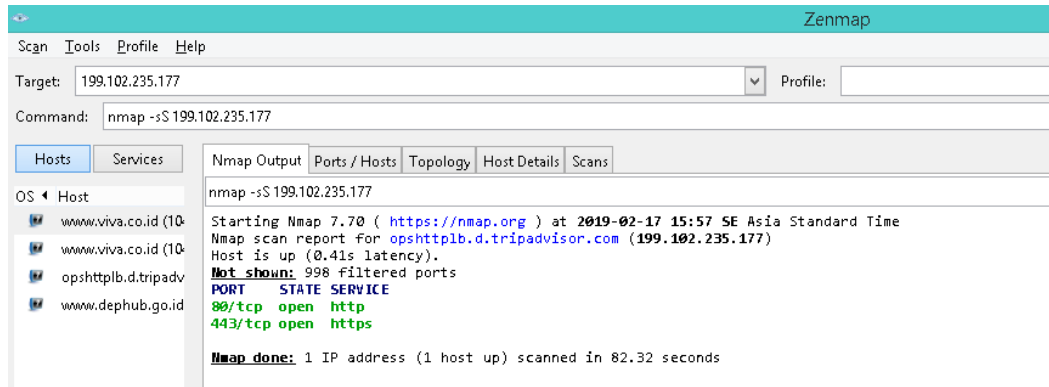 Zenmap
Scan Tools Profile Help
Target: 199.102.235.177 Profile:
Command: nmap -sS 199.102.235.177
Hosts Services Nmap Output Ports / Hosts Topology Host Details Scans
OS Host
nmap -sS 199.102.235.177
www.viva.co.id (10
www.viva.co.id (10
opshttplb.d.tripadv
www.dephub.go.id
Starting Nmap 7.70 ( https://nmap.org ) at 2019-02-17 15:57 SE Asia Standard Time
Nmap scan report for opshttplb.d.tripadvisor.com (199.102.235.177)
Host is up (0.41s latency).
Not shown: 998 filtered ports
PORT STATE SERVICE
80/tcp open http
443/tcp open https
Nmap done: 1 IP address (1 host up) scanned in 82.32 seconds